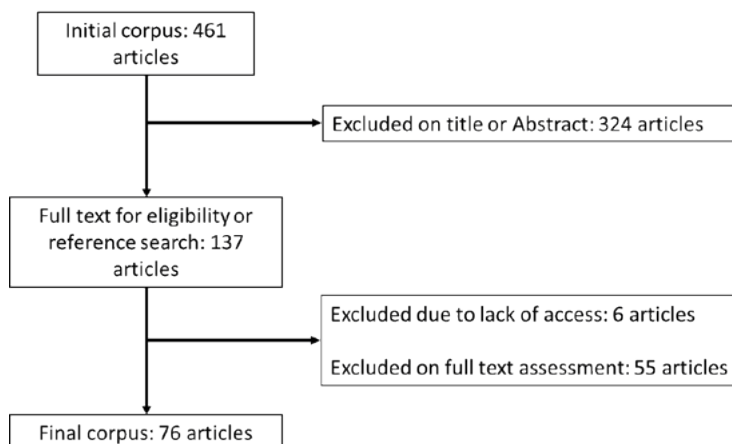 Initial corpus: 461
articles
Excluded on title or Abstract: 324 articles
Full text for eligibility or
reference search: 137
articles
Excluded due to lack of access: 6 articles
Excluded on full text assessment: 55 articles
Final corpus: 76 articles